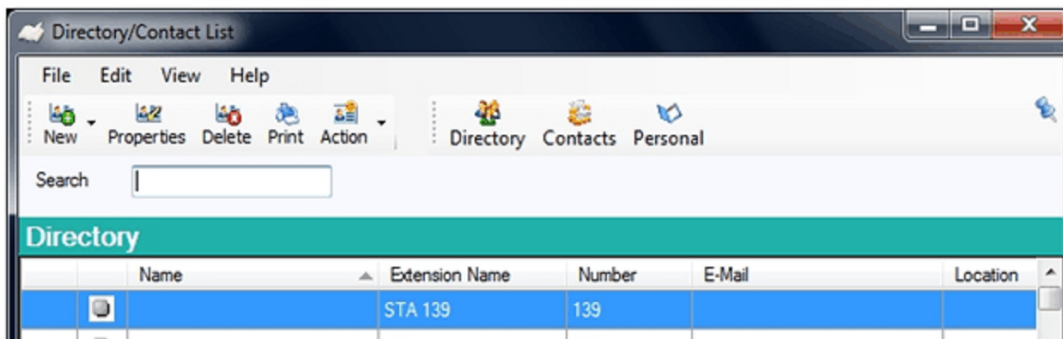 Directory/Contact List
File Edit View Help
New Properties Delete Print Action Directory Contacts Personal
Search
Directory
Name Extension Name Number E-Mail Location
STA 139 139